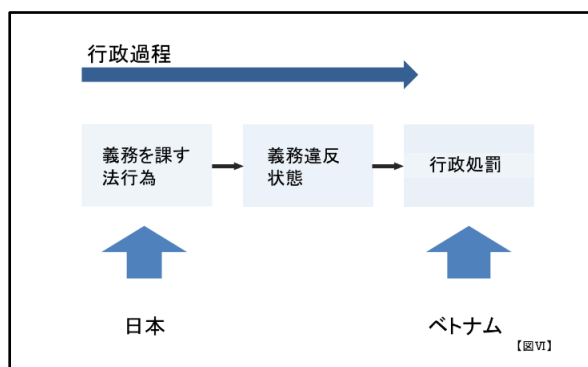 行政過程
義務を課す
法行為
義務違反
状態
行政処罰
日本
ベトナム
【図Ⅵ】